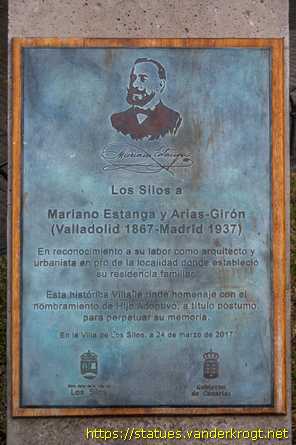 Mariano Estanga
Los Silos a
Mariano Estanga y Arias-Girón
(Valladolid 1867-Madrid 1937)
En reconocimiento a su labor como arquitecto y
urbanista en pro de la localidad donde estableció
su residencia familiar.
Esta histórica Villa le rinde homenaje con el
nombramiento de Hijo Adoptivo, a título póstumo,
para perpetuar su memoria.
En la Villa de Los Silos, a 24 de marzo de 2017
Los Silos
Gobierno
de Canarias
https://statues.vanderkrogt.net